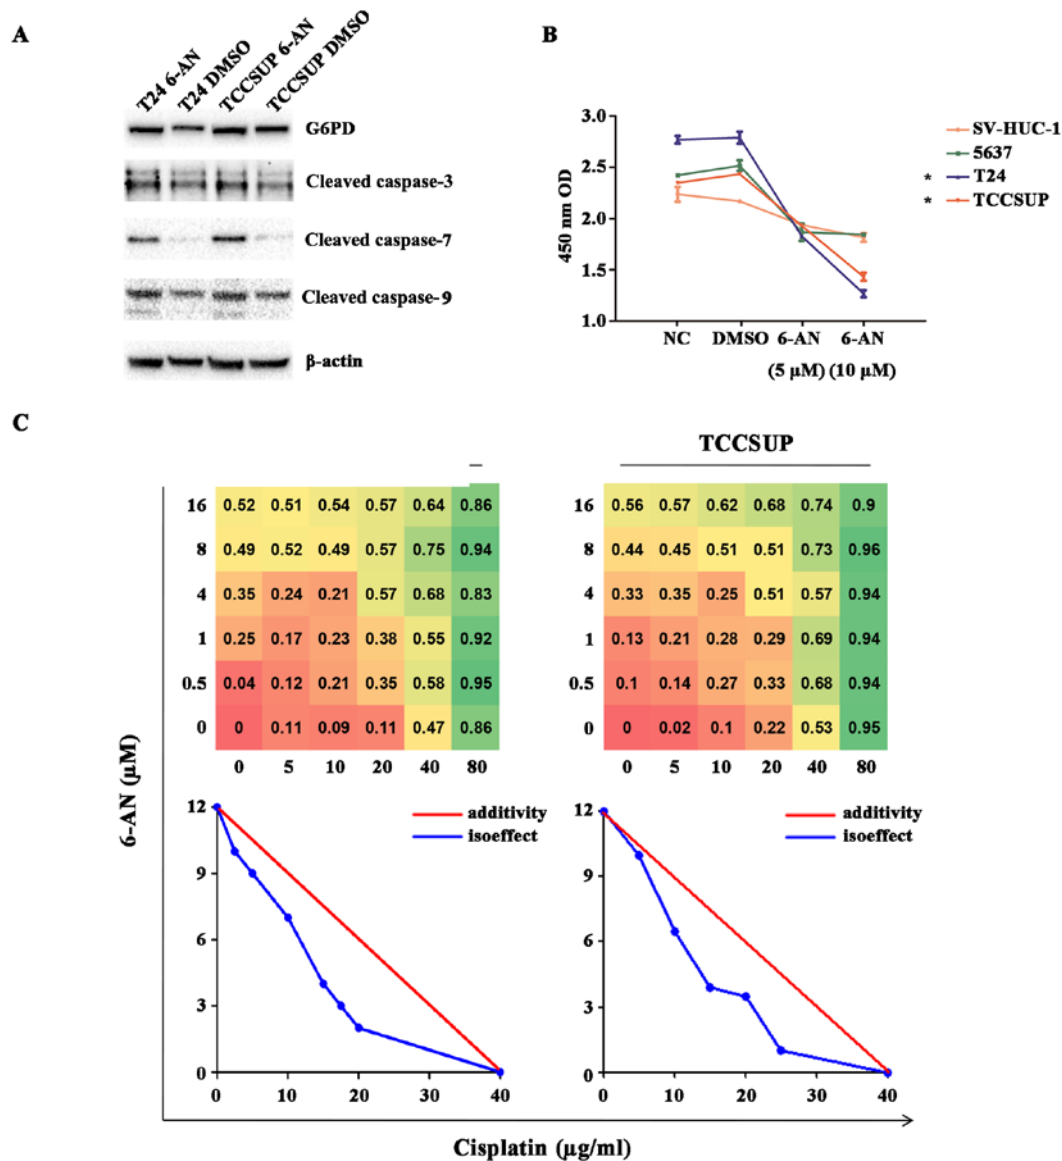 A
T24 6-AN
T24 DMSO
TCCSUP 6-AN
TCCSUP DMSO
G6PD
Cleaved caspase-3
Cleaved caspase-7
Cleaved caspase-9
β-actin
B
450 nm OD
3.0
2.5
2.0
1.5
1.0
NC DMSO 6-AN 6-AN
(5 μM) (10 μM)
SV-HUC-1
5637
* T24
* TCCSUP
C
TCCSUP
6-AN (μM)
16 0.52 0.51 0.54 0.57 0.64 0.86
8 0.49 0.52 0.49 0.57 0.75 0.94
4 0.35 0.24 0.21 0.57 0.68 0.83
1 0.25 0.17 0.23 0.38 0.55 0.92
0.5 0.04 0.12 0.21 0.35 0.58 0.95
0 0 0.11 0.09 0.11 0.47 0.86
0 5 10 20 40 80
16 0.56 0.57 0.62 0.68 0.74 0.9
8 0.44 0.45 0.51 0.51 0.73 0.96
4 0.33 0.35 0.25 0.51 0.57 0.94
1 0.13 0.21 0.28 0.29 0.69 0.94
0.5 0.1 0.14 0.27 0.33 0.68 0.94
0 0 0.02 0.1 0.22 0.53 0.95
0 5 10 20 40 80
12
9
6
3
0
0 10 20 30 40
additivity
isoeffect
12
9
6
3
0
0 10 20 30 40
additivity
isoeffect
Cisplatin (μg/ml)